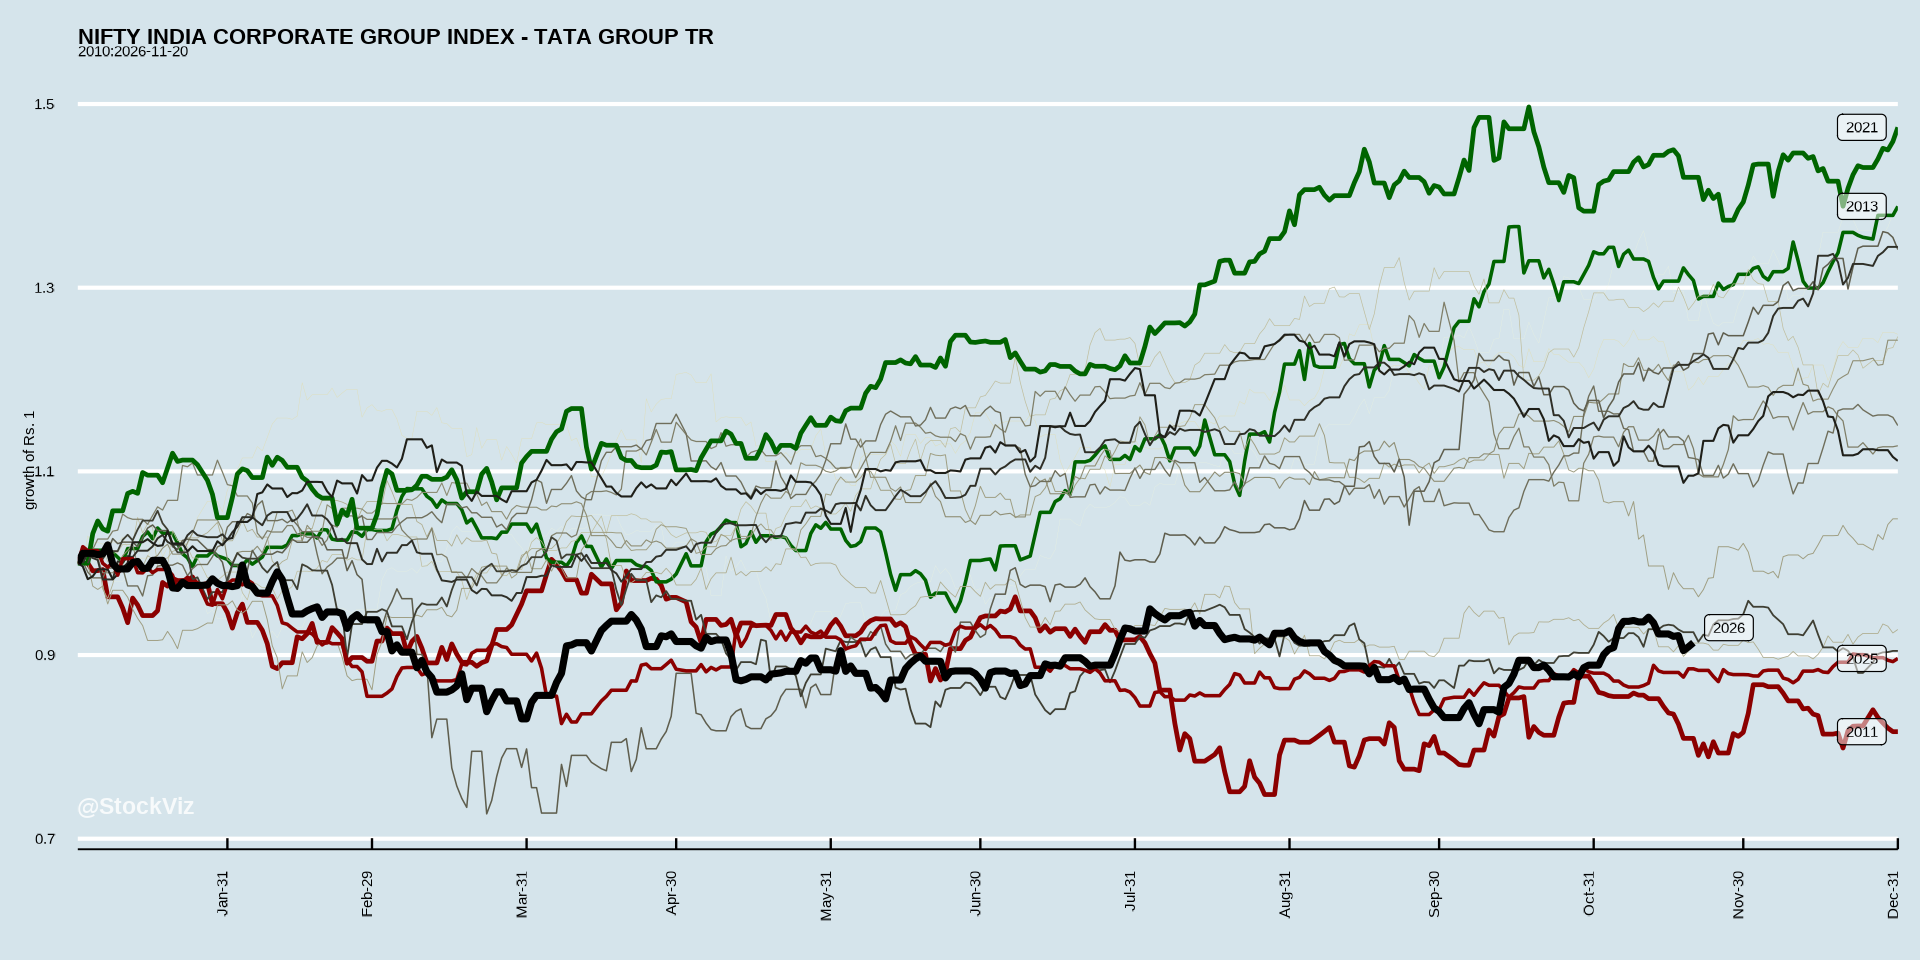 NIFTY INDIA CORPORATE GROUP INDEX - TATA GROUP TR
2010:2026-11-20
growth of Rs. 1
1.5
1.3
1.1
0.9
0.7
2021
2013
2026
2025
2011
@StockViz
Jan-31
Feb-29
Mar-31
Apr-30
May-31
Jun-30
Jul-31
Aug-31
Sep-30
Oct-31
Nov-30
Dec-31